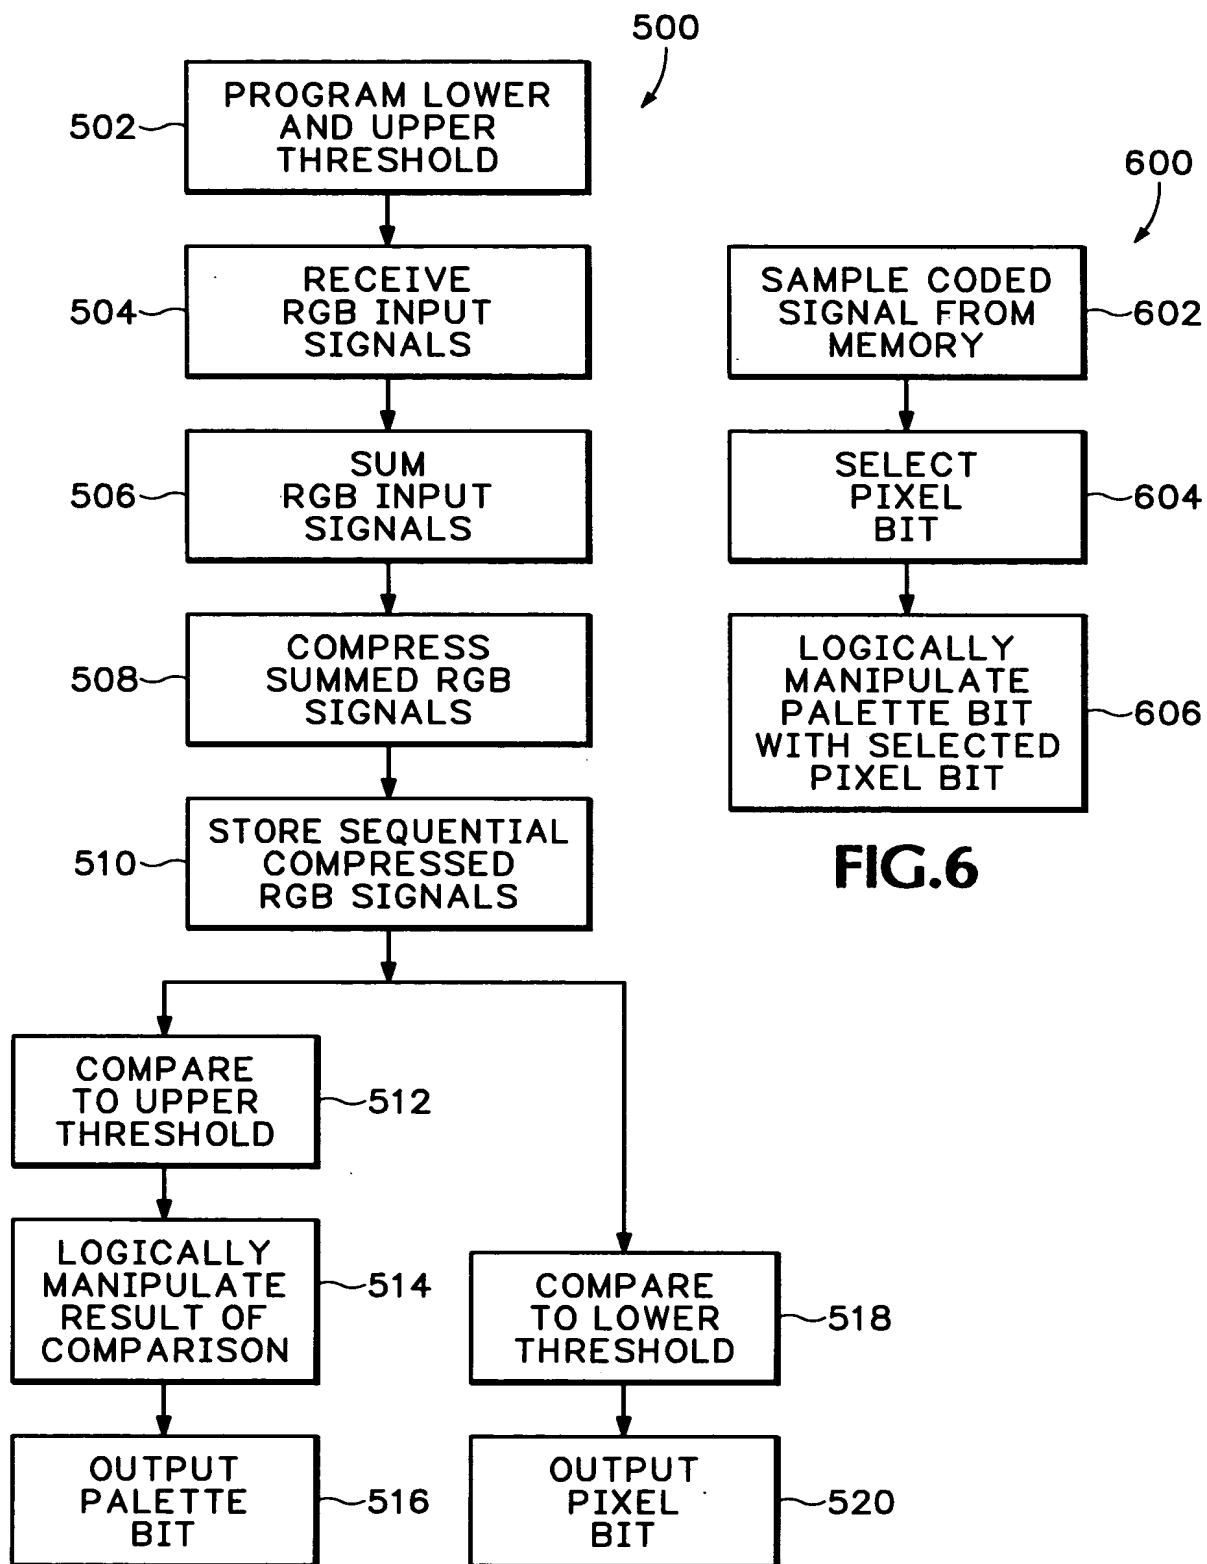 500
PROGRAM LOWER
AND UPPER
THRESHOLD
502
RECEIVE
RGB INPUT
SIGNALS
504
SUM
RGB INPUT
SIGNALS
506
COMPRESS
SUMMED RGB
SIGNALS
508
STORE SEQUENTIAL
COMPRESSED
RGB SIGNALS
510
COMPARE
TO UPPER
THRESHOLD
512
LOGICALLY
MANIPULATE
RESULT OF
COMPARISON
514
OUTPUT
PALETTE
BIT
516
COMPARE
TO LOWER
THRESHOLD
518
OUTPUT
PIXEL
BIT
520
600
SAMPLE CODED
SIGNAL FROM
MEMORY
602
SELECT
PIXEL
BIT
604
LOGICALLY
MANIPULATE
PALETTE BIT
WITH SELECTED
PIXEL BIT
606
FIG.6